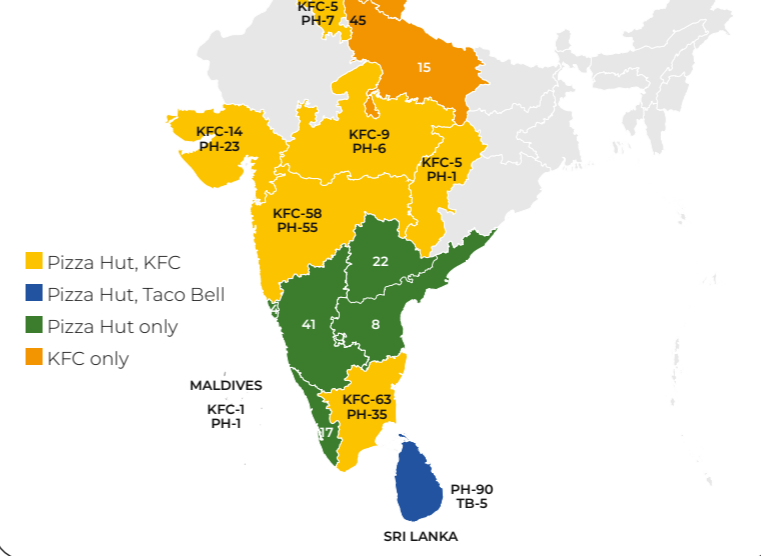 KFC-5
PH-7
45
15
KFC-14
PH-23
KFC-9
PH-6
KFC-5
PH-1
KFC-58
PH-55
Pizza Hut, KFC
Pizza Hut, Taco Bell
Pizza Hut only
KFC only
22
4
41
8
MALDIVES
KFC-1
PH-1
KFC-63
PH-35
17
PH-90
TB-5
SRI LANKA